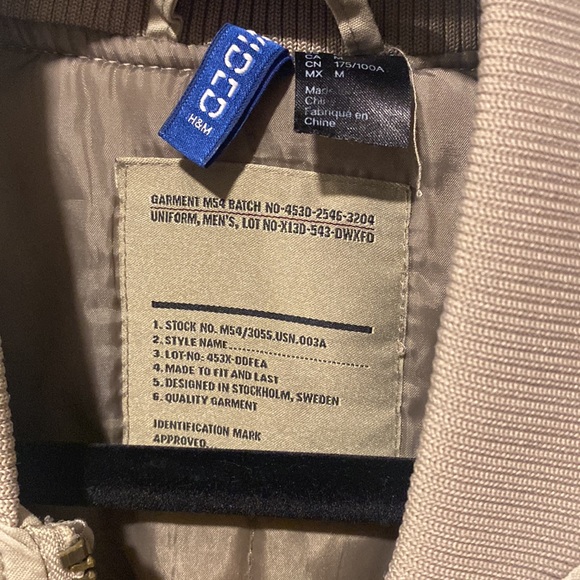 DIVIDED
H&M
CA M
CN 175/100A
MX M
Made
Chi
Fabriqué en
Chine
GARMENT M54 BATCH NO-4530-2546-3204
UNIFORM, MEN'S, LOT NO-X13D-543-DWXFD
1. STOCK NO. M54/3055.USN.003A
2. STYLE NAME
3. LOT-NO: 453X-DDFEA
4. MADE TO FIT AND LAST
5. DESIGNED IN STOCKHOLM, SWEDEN
6. QUALITY GARMENT
IDENTIFICATION MARK
APPROVED.